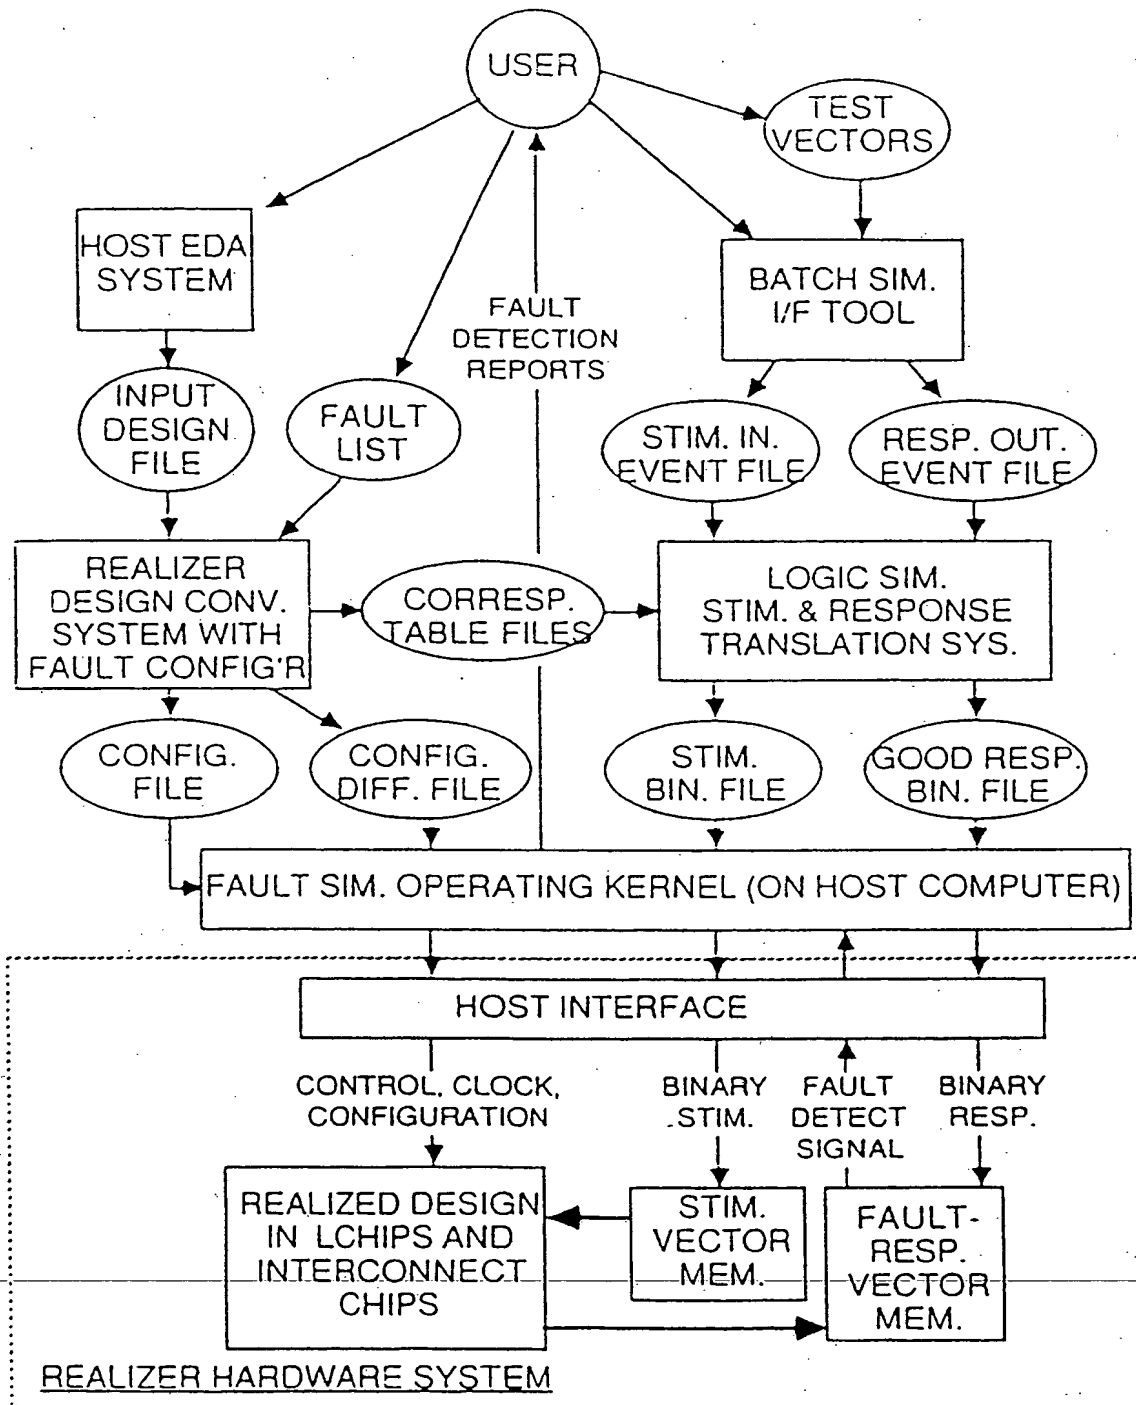 USER
TEST
VECTORS
HOST EDA
SYSTEM
BATCH SIM.
I/F TOOL
FAULT
DETECTION
REPORTS
INPUT
DESIGN
FILE
FAULT
LIST
STIM. IN.
EVENT FILE
RESP. OUT.
EVENT FILE
REALIZER
DESIGN CONV.
SYSTEM WITH
FAULT CONFIG'R
CORRESP.
TABLE FILES
LOGIC SIM.
STIM. & RESPONSE
TRANSLATION SYS.
CONFIG.
FILE
CONFIG.
DIFF. FILE
STIM.
BIN. FILE
GOOD RESP.
BIN. FILE
FAULT SIM. OPERATING KERNEL (ON HOST COMPUTER)
HOST INTERFACE
CONTROL, CLOCK,
CONFIGURATION
BINARY
STIM.
FAULT
DETECT
SIGNAL
BINARY
RESP.
REALIZED DESIGN
IN LCHIPS AND
INTERCONNECT
CHIPS
STIM.
VECTOR
MEM.
FAULT-
RESP.
VECTOR
MEM.
REALIZER HARDWARE SYSTEM